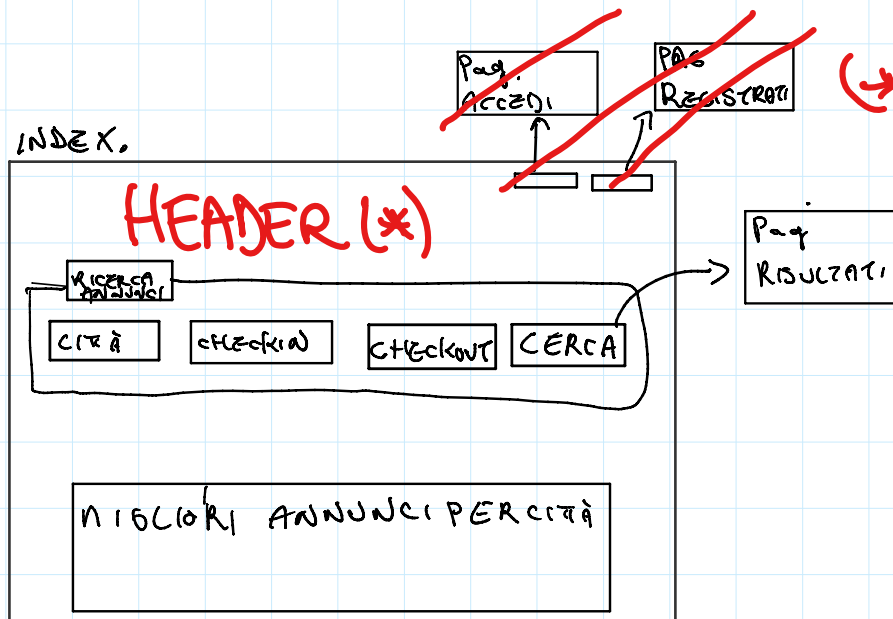 Pag.
ACCEDI
PAG
REGISTRATI
(→
INDEX.
HEADER (*)
Pag
RISULTATI
RICERCA
ANNUNCI
CITTÀ
CHECKIN
CHECKOUT
CERCA
MIGLIORI ANNUNCI PER CITTÀ